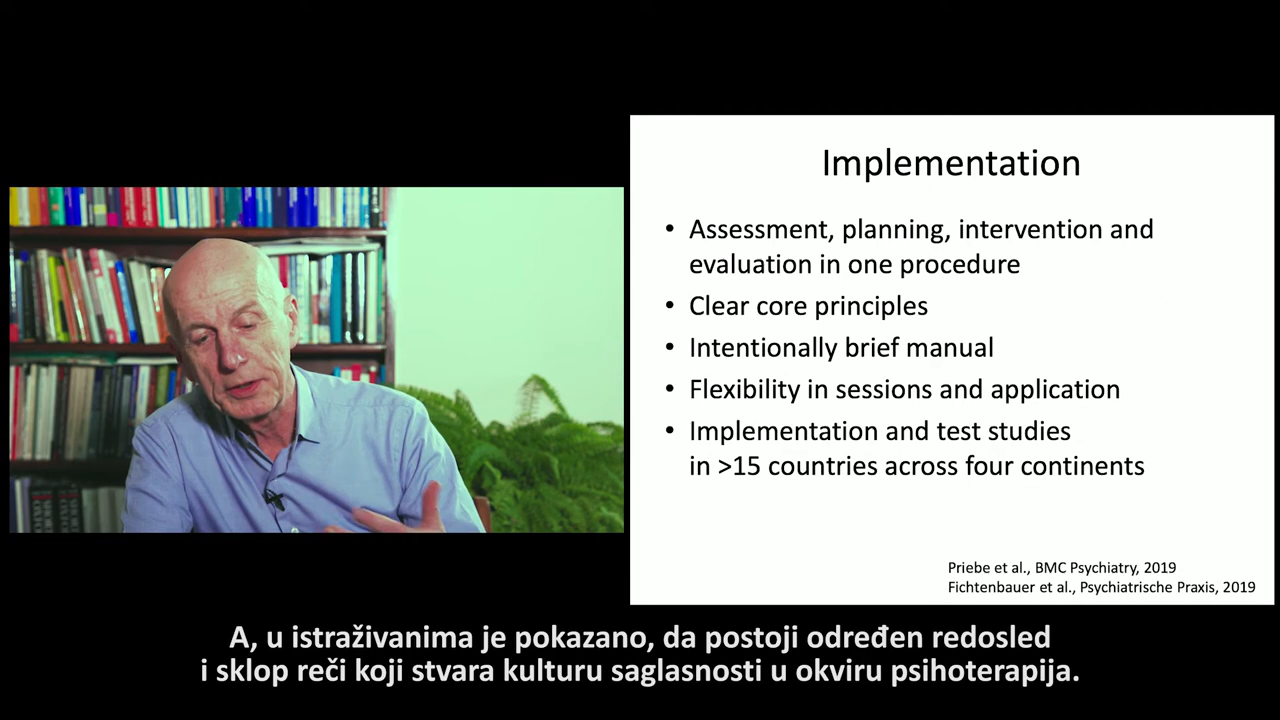 Implementation
• Assessment, planning, intervention and
evaluation in one procedure
• Clear core principles
• Intentionally brief manual
• Flexibility in sessions and application
• Implementation and test studies
in >15 countries across four continents
Priebe et al., BMC Psychiatry, 2019
Fichtenbauer et al., Psychiatrische Praxis, 2019
A, u istraživanima je pokazano, da postoji određen redosled
i sklop reči koji stvara kulturu saglasnosti u okviru psihoterapija.